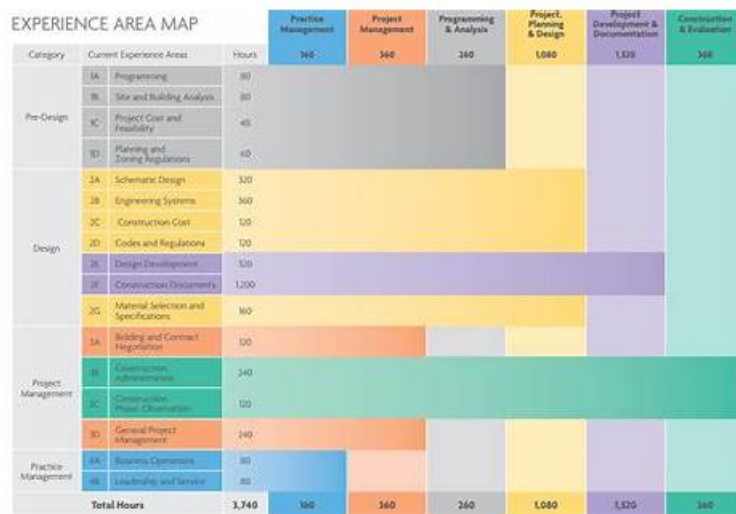 EXPERIENCE AREA MAP
Practice
Management
Project
Management
Programming
& Analysis
Project,
Planning
& Design
Project
Development &
Documentation
Construction
& Evaluation
Category Current Experience Areas Hours 160 360 260 1,080 1,520 360
Pre-Design
1A Programming 80
1B Site and Building Analysis 80
1C Project Cost and
Feasibility 40
1D Planning and
Zoning Regulations 60
Design
2A Schematic Design 320
2B Engineering Systems 360
2C Construction Cost 120
2D Codes and Regulations 120
2E Design Development 320
2F Construction Documents 1,200
2G Material Selection and
Specifications 160
Project
Management
3A Bidding and Contract
Negotiation 120
3B Construction
Administration 240
3C Construction
Phase: Observation 120
3D General Project
Management 240
Practice
Management
4A Business Operations 80
4B Leadership and Service 80
Total Hours 3,740 160 360 260 1,080 1,520 360